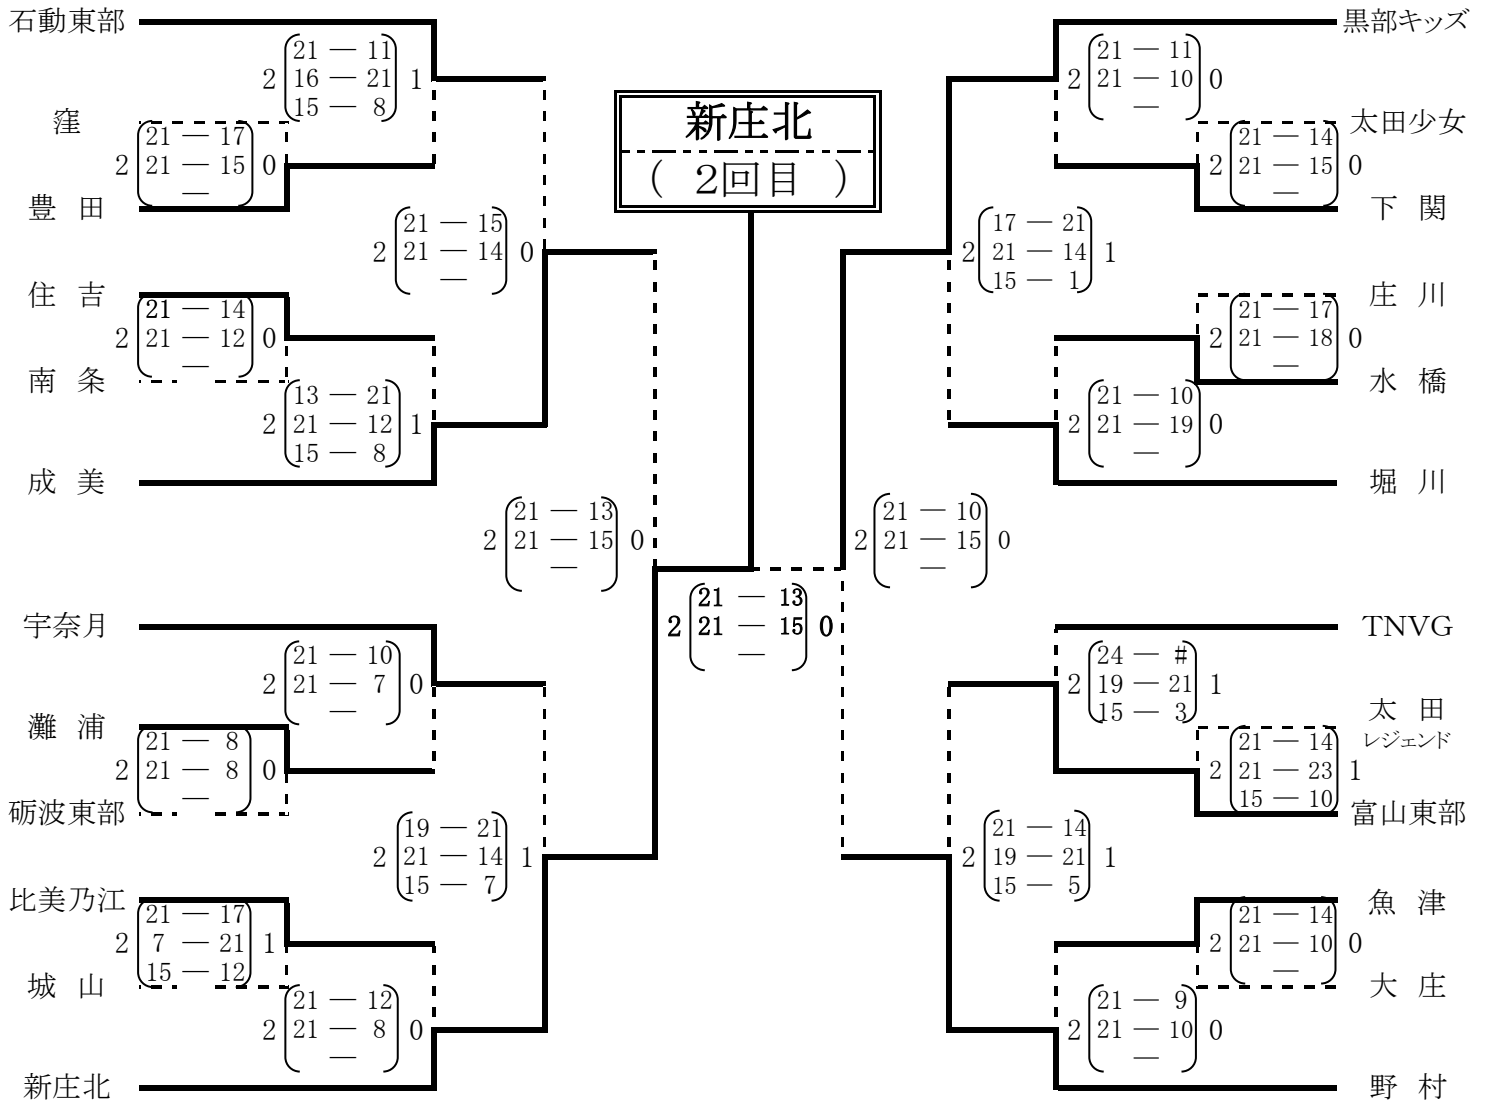 石動東部
21 — 11
2 16 — 21 1
15 — 8
窪
21 — 17
2 21 — 15 0
—
豊 田
21 — 15
2 21 — 14 0
—
住 吉
21 — 14
2 21 — 12 0
—
南 条
13 — 21
2 21 — 12 1
15 — 8
成 美
21 — 13
2 21 — 15 0
—
宇奈月
21 — 10
2 21 — 7 0
—
灘 浦
21 — 8
2 21 — 8 0
—
砺波東部
19 — 21
2 21 — 14 1
15 — 7
比美乃江
21 — 17
2 7 — 21 1
15 — 12
城 山
21 — 12
2 21 — 8 0
—
新庄北
新庄北
( 2回目 )
21 — 13
2 21 — 15 0
—
黒部キッズ
21 — 11
2 21 — 10 0
—
太田少女
21 — 14
2 21 — 15 0
—
下 関
17 — 21
2 21 — 14 1
15 — 1
庄 川
21 — 17
2 21 — 18 0
—
水 橋
21 — 10
2 21 — 19 0
—
堀 川
21 — 10
2 21 — 15 0
—
TNVG
24 — #
2 19 — 21 1
15 — 3
太 田
レジェンド
21 — 14
2 21 — 23 1
15 — 10
富山東部
21 — 14
2 19 — 21 1
15 — 5
魚 津
21 — 14
2 21 — 10 0
—
大 庄
21 — 9
2 21 — 10 0
—
野 村